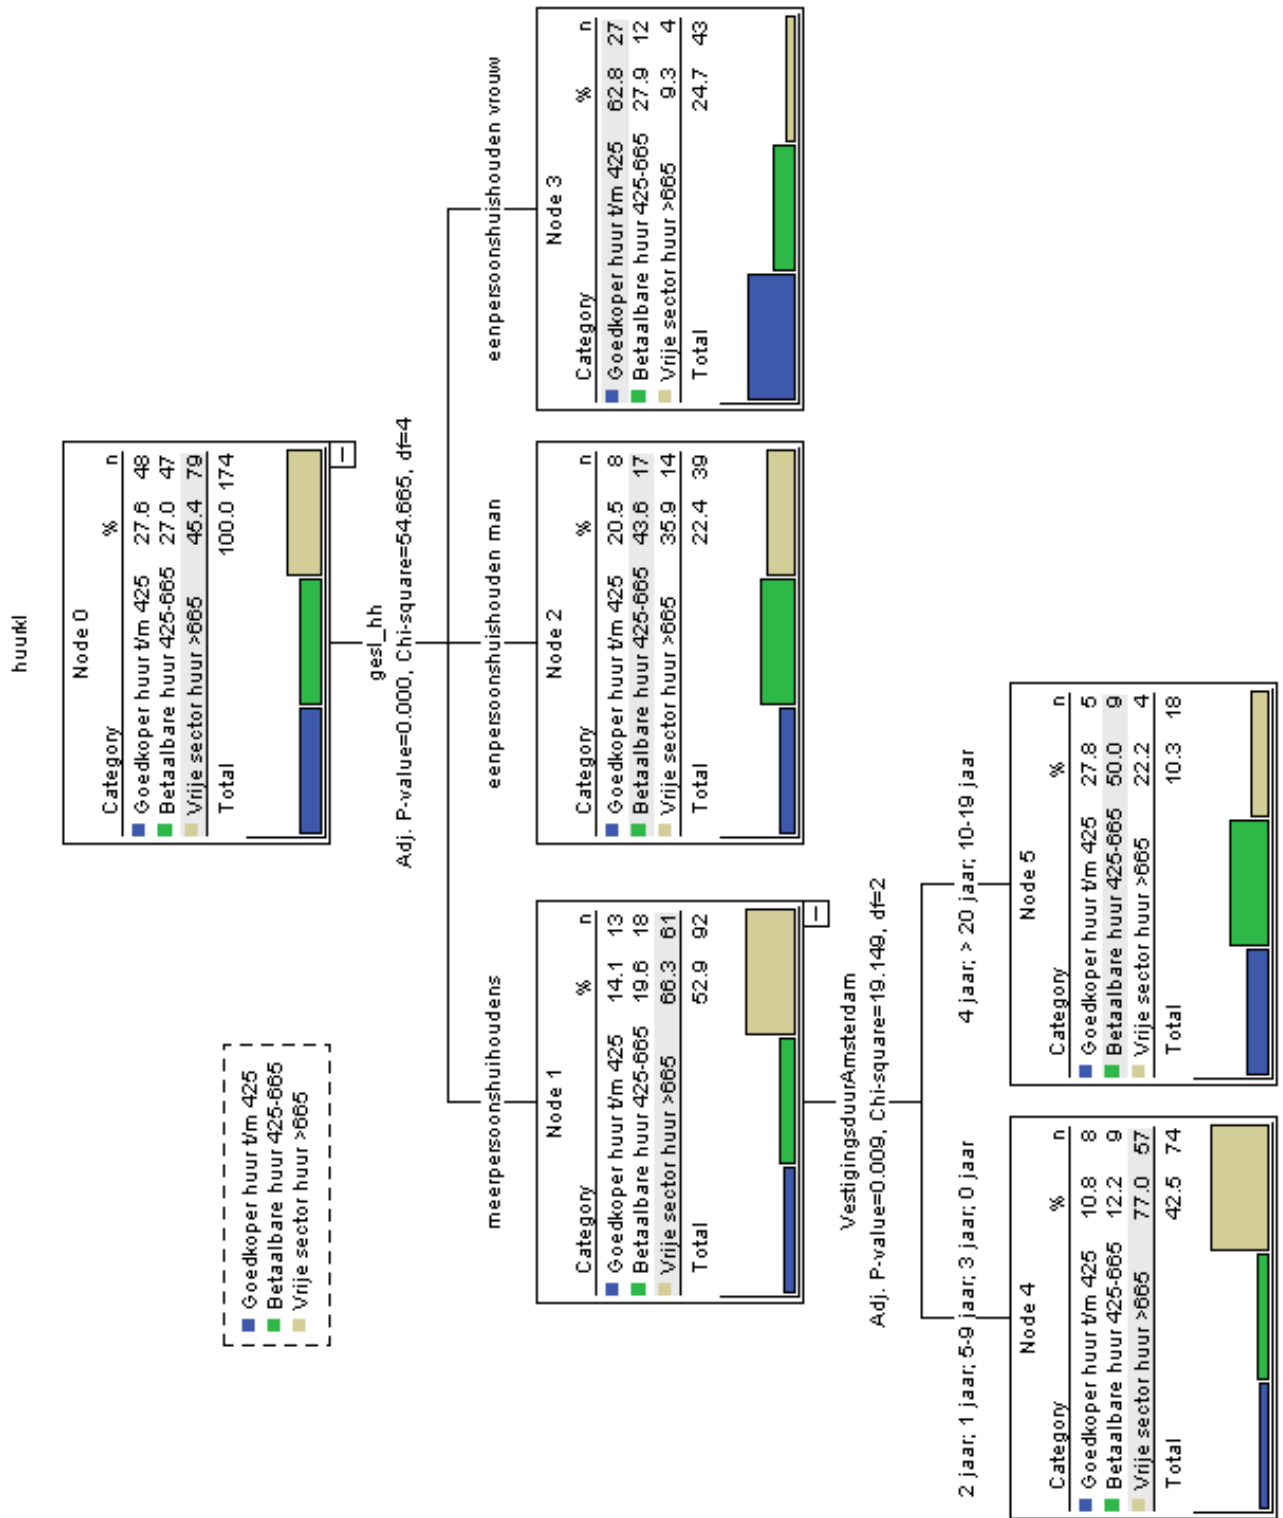 huurkl
Node 0
Category % n
Goedkoper huur t/m 425 27.6 48
Betaalbare huur 425-665 27.0 47
Vrije sector huur >665 45.4 79
Total 100.0 174
Goedkoper huur t/m 425
Betaalbare huur 425-665
Vrije sector huur >665
gesl_hh
Adj. P-value=0.000, Chi-square=54.665, df=4
meerpersoonshuihoudens
eenpersoonshuishouden man
eenpersoonshuishouden vrouw
Node 1
Category % n
Goedkoper huur t/m 425 14.1 13
Betaalbare huur 425-665 19.6 18
Vrije sector huur >665 66.3 61
Total 52.9 92
Node 2
Category % n
Goedkoper huur t/m 425 20.5 8
Betaalbare huur 425-665 43.6 17
Vrije sector huur >665 35.9 14
Total 22.4 39
Node 3
Category % n
Goedkoper huur t/m 425 62.8 27
Betaalbare huur 425-665 27.9 12
Vrije sector huur >665 9.3 4
Total 24.7 43
VestigingsduurAmsterdam
Adj. P-value=0.009, Chi-square=19.149, df=2
2 jaar; 1 jaar; 5-9 jaar; 3 jaar; 0 jaar
4 jaar; > 20 jaar; 10-19 jaar
Node 4
Category % n
Goedkoper huur t/m 425 10.8 8
Betaalbare huur 425-665 12.2 9
Vrije sector huur >665 77.0 57
Total 42.5 74
Node 5
Category % n
Goedkoper huur t/m 425 27.8 5
Betaalbare huur 425-665 50.0 9
Vrije sector huur >665 22.2 4
Total 10.3 18